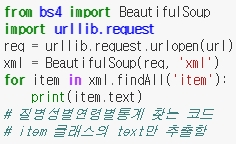 from bs4 import BeautifulSoup
import urllib.request
req = urllib.request.urlopen(url)
xml = BeautifulSoup(req, 'xml')
for item in xml.findAll('item'):
    print(item.text)
# 질병성별연령별통계 찾는 코드
# item 클래스의 text만 추출함